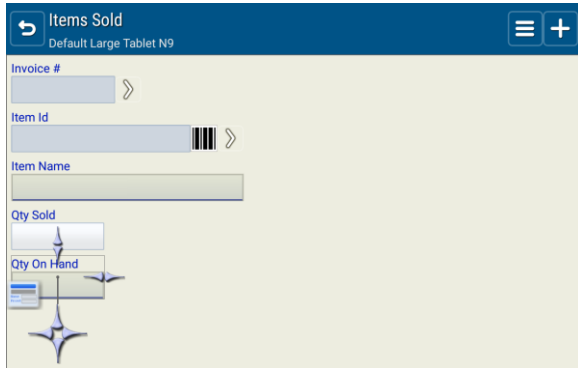 Items Sold
Default Large Tablet N9
Invoice #
Item Id
Item Name
Qty Sold
Qty On Hand